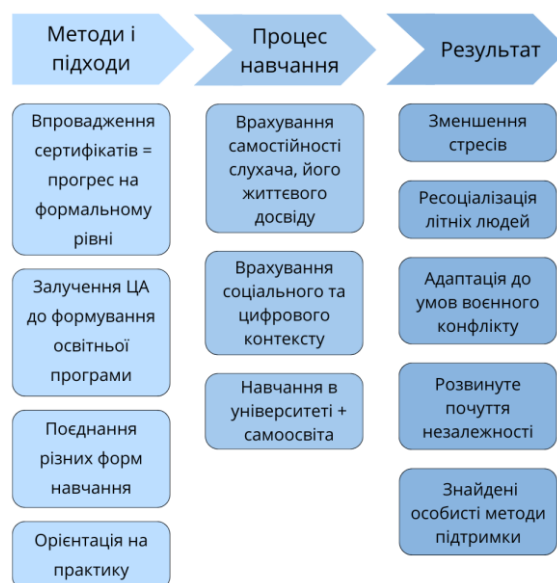 Методи і
підходи
Впровадження
сертифікатів =
прогрес на
формальному
рівні
Залучення ЦА
до формування
освітньої
програми
Поєднання
різних форм
навчання
Орієнтація на
практику
Процес
навчання
Врахування
самостійності
слухача, його
життєвого
досвіду
Врахування
соціального та
цифрового
контексту
Навчання в
університеті +
самоосвіта
Результат
Зменшення
стресів
Ресоціалізація
літніх людей
Адаптація до
умов воєнного
конфлікту
Розвинуте
почуття
незалежності
Знайдені
особисті методи
підтримки